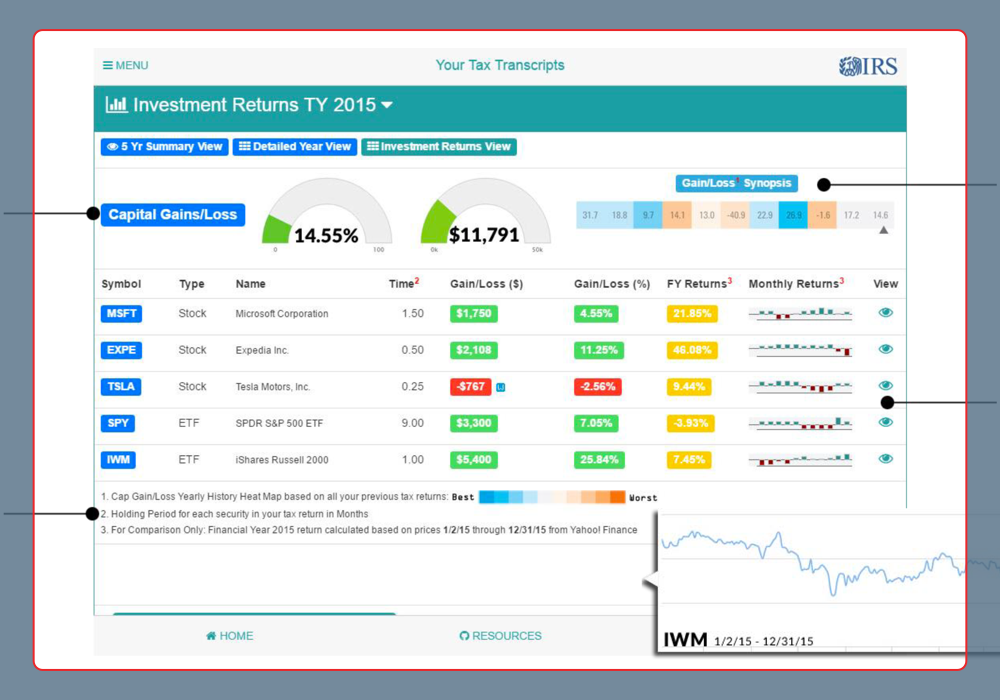 MENU
Your Tax Transcripts
IRS
Investment Returns TY 2015
5 Yr Summary View
Detailed Year View
Investment Returns View
Capital Gains/Loss
14.55%
0
100
$11,791
0k
50k
Gain/Loss¹ Synopsis
31.7 18.8 9.7 14.1 13.0 -40.9 22.9 26.9 -1.6 17.2 14.6
Symbol Type Name Time² Gain/Loss ($) Gain/Loss (%) FY Returns³ Monthly Returns³ View
MSFT Stock Microsoft Corporation 1.50 $1,750 4.55% 21.85%
EXPE Stock Expedia Inc. 0.50 $2,108 11.25% 46.08%
TSLA Stock Tesla Motors, Inc. 0.25 -$767 -2.56% 9.44%
SPY ETF SPDR S&P 500 ETF 9.00 $3,300 7.05% -3.93%
IWM ETF iShares Russell 2000 1.00 $5,400 25.84% 7.45%
1. Cap Gain/Loss Yearly History Heat Map based on all your previous tax returns: Best Worst
2. Holding Period for each security in your tax return in Months
3. For Comparison Only: Financial Year 2015 return calculated based on prices 1/2/15 through 12/31/15 from Yahoo! Finance
IWM 1/2/15 - 12/31/15
HOME
RESOURCES